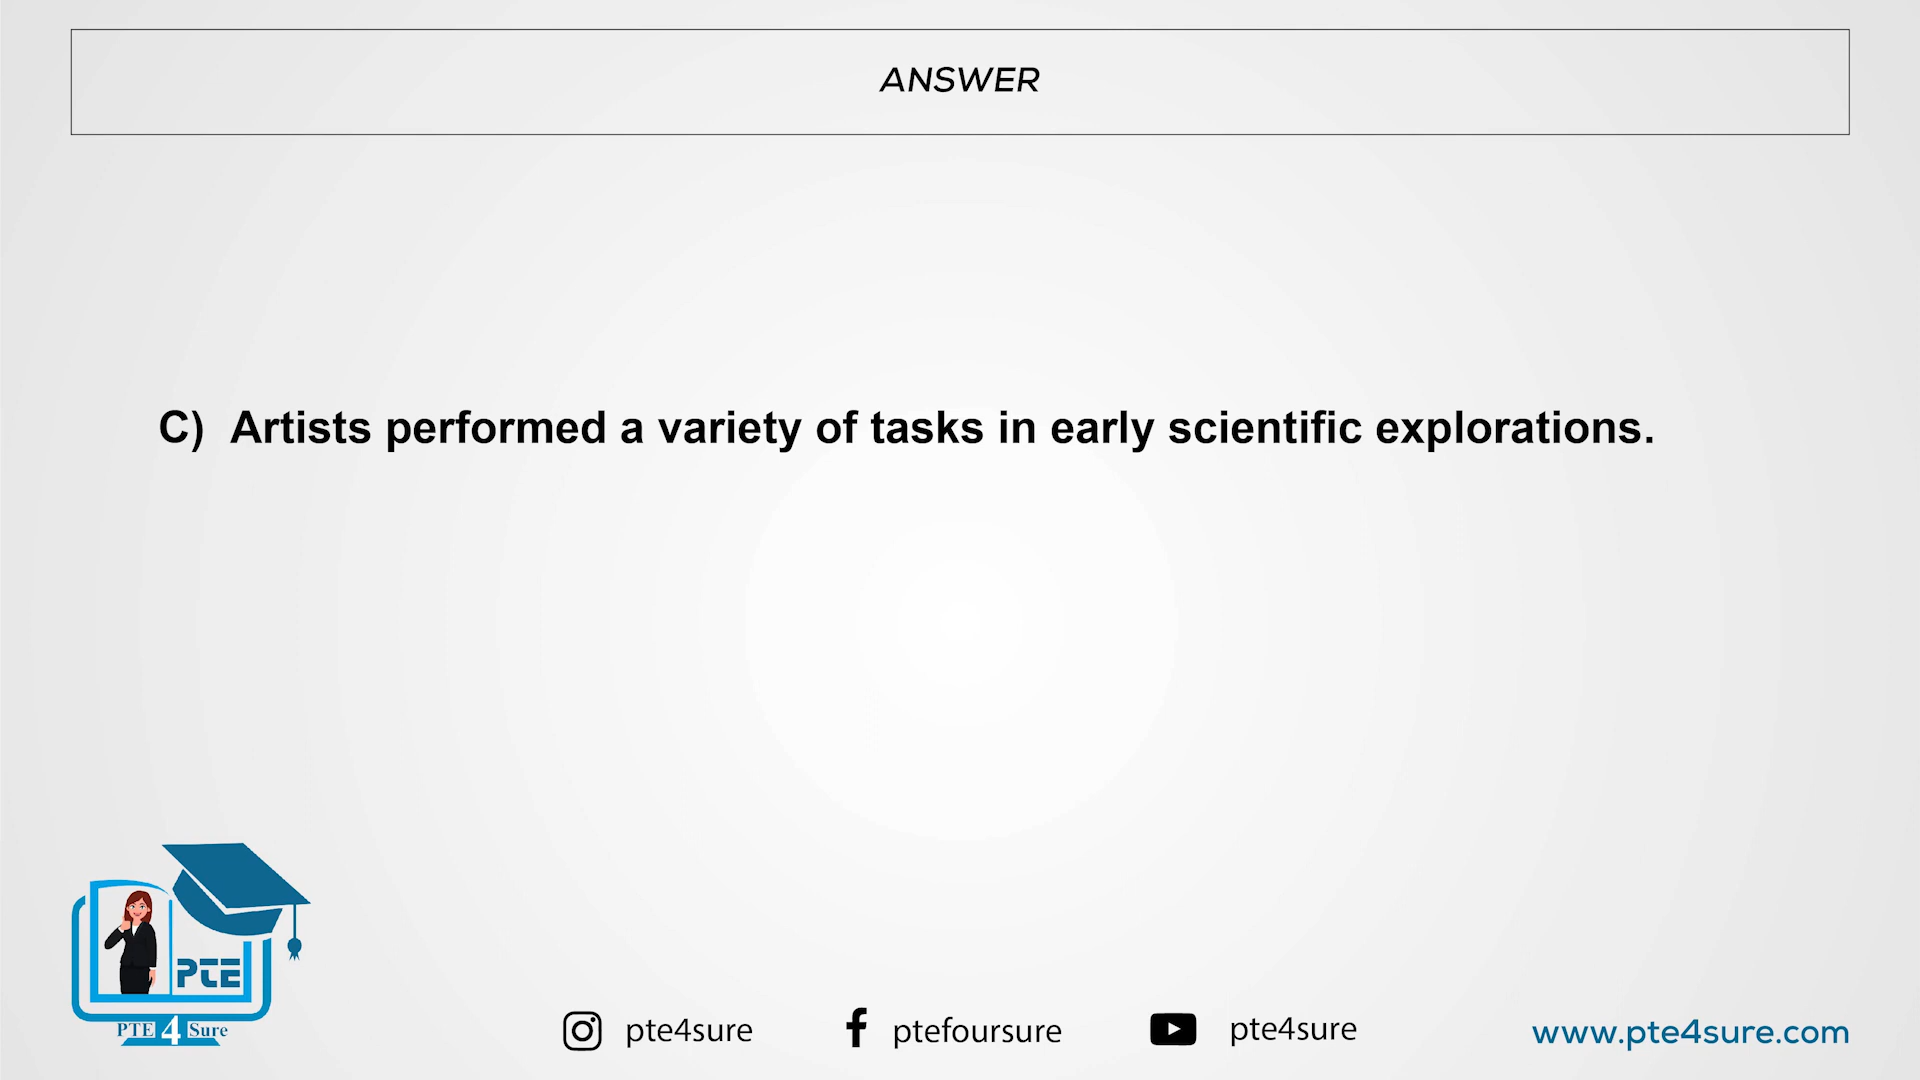 ANSWER
C) Artists performed a variety of tasks in early scientific explorations.
PTE
PTE 4 Sure
pte4sure
ptefoursure
pte4sure
www.pte4sure.com